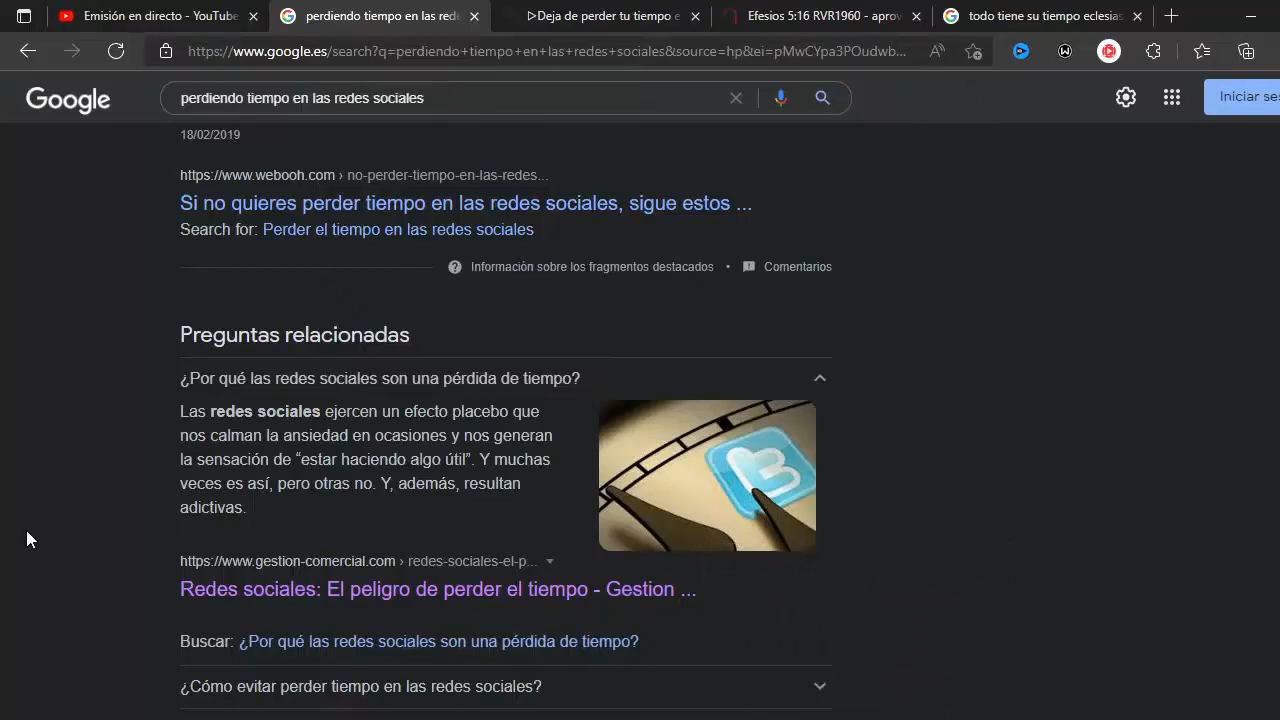 Emisión en directo - YouTube
perdiendo tiempo en las rede
▷Deja de perder tu tiempo e
Efesios 5:16 RVR1960 - aprov
todo tiene su tiempo eclesias
https://www.google.es/search?q=perdiendo+tiempo+en+las+redes+sociales&source=hp&ei=pMwCYpa3POudwb...
Google
perdiendo tiempo en las redes sociales
Iniciar ses
18/02/2019
https://www.webooh.com › no-perder-tiempo-en-las-redes...
Si no quieres perder tiempo en las redes sociales, sigue estos ...
Search for: Perder el tiempo en las redes sociales
Información sobre los fragmentos destacados • Comentarios
Preguntas relacionadas
¿Por qué las redes sociales son una pérdida de tiempo?
Las redes sociales ejercen un efecto placebo que
nos calman la ansiedad en ocasiones y nos generan
la sensación de “estar haciendo algo útil”. Y muchas
veces es así, pero otras no. Y, además, resultan
adictivas.
https://www.gestion-comercial.com › redes-sociales-el-p...
Redes sociales: El peligro de perder el tiempo - Gestion ...
Buscar: ¿Por qué las redes sociales son una pérdida de tiempo?
¿Cómo evitar perder tiempo en las redes sociales?